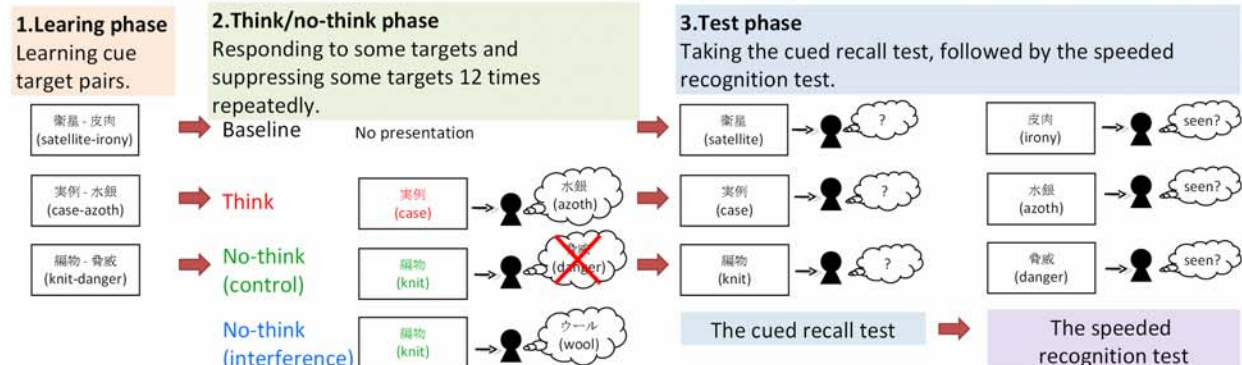 1.Learing phase
Learning cue
target pairs.
2.Think/no-think phase
Responding to some targets and
suppressing some targets 12 times
repeatedly.
3.Test phase
Taking the cued recall test, followed by the speeded
recognition test.
衛星 - 皮肉
(satellite-irony)
Baseline
No presentation
衛星
(satellite)
?
皮肉
(irony)
seen?
実例 - 水銀
(case-azoth)
Think
実例
(case)
水銀
(azoth)
実例
(case)
?
水銀
(azoth)
seen?
編物 - 脅威
(knit-danger)
No-think
(control)
編物
(knit)
脅威
(danger)
編物
(knit)
?
脅威
(danger)
seen?
No-think
(interference)
編物
(knit)
ウール
(wool)
The cued recall test
The speeded
recognition test